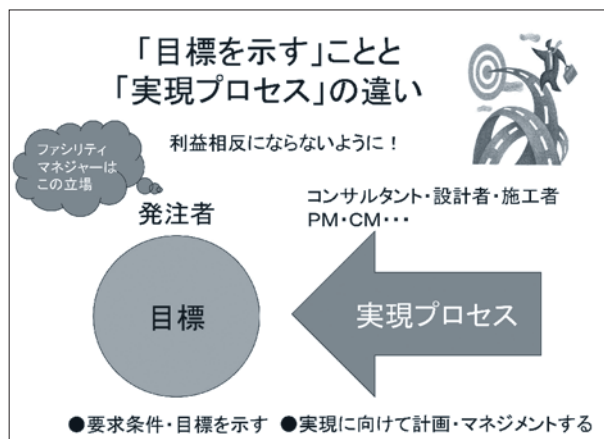 「目標を示す」ことと
「実現プロセス」の違い
利益相反にならないように！
ファシリティ
マネジャーは
この立場
発注者
コンサルタント・設計者・施工者
PM・CM・・・
目標
実現プロセス
●要求条件・目標を示す
●実現に向けて計画・マネジメントする